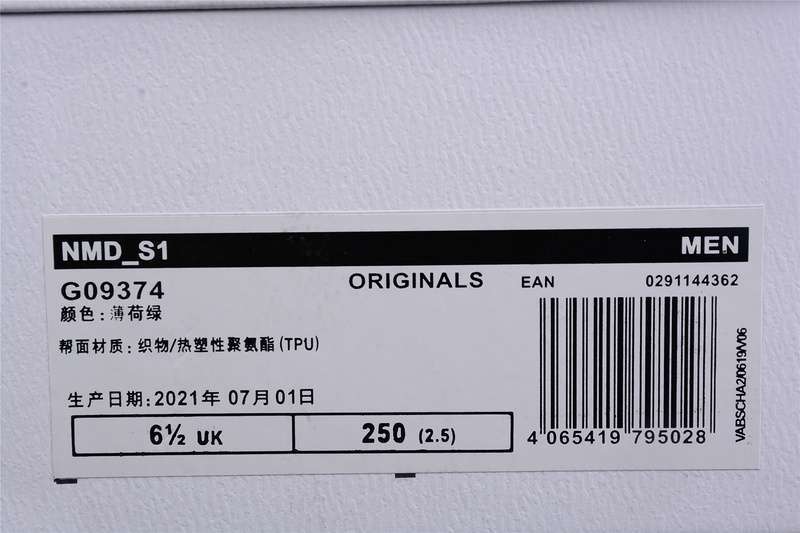 NMD_S1 MEN
G09374 ORIGINALS EAN 0291144362
颜色:薄荷绿
帮面材质: 织物/热塑性聚氨酯(TPU)
生产日期:2021年 07月 01日
6½ UK 250 (2.5)
4 065419 795028
VABSCHA2/0619/V06